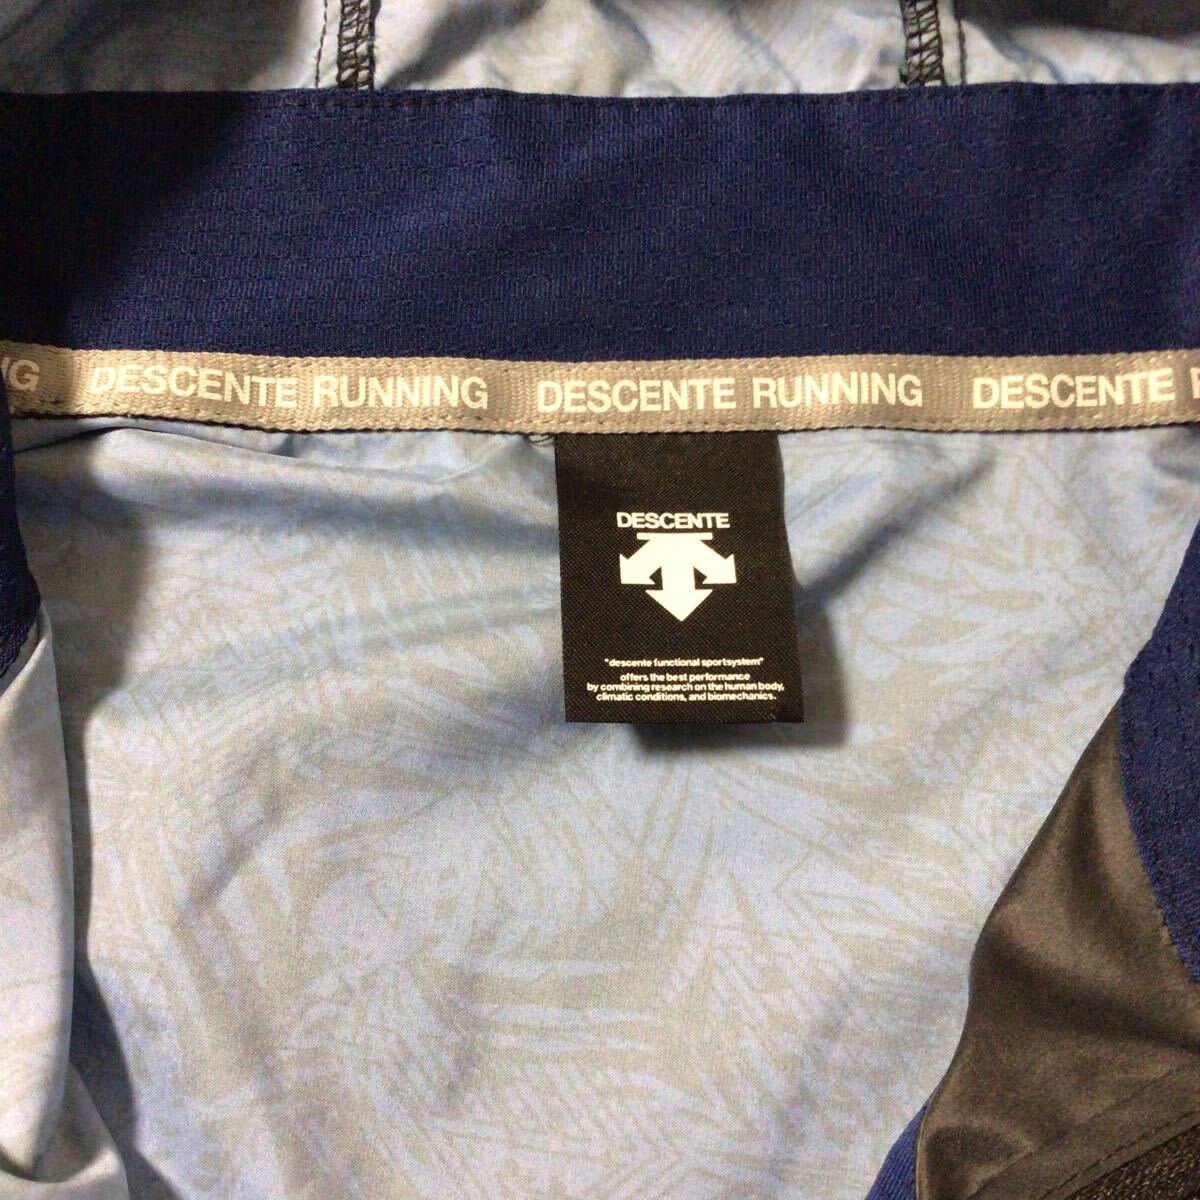 NG DESCENTE RUNNING DESCENTE RUNNING DESCENTE R
DESCENTE
"descente functional sportsystem"
offers the best performance
by combining research on the human body,
climatic conditions, and biomechanics.